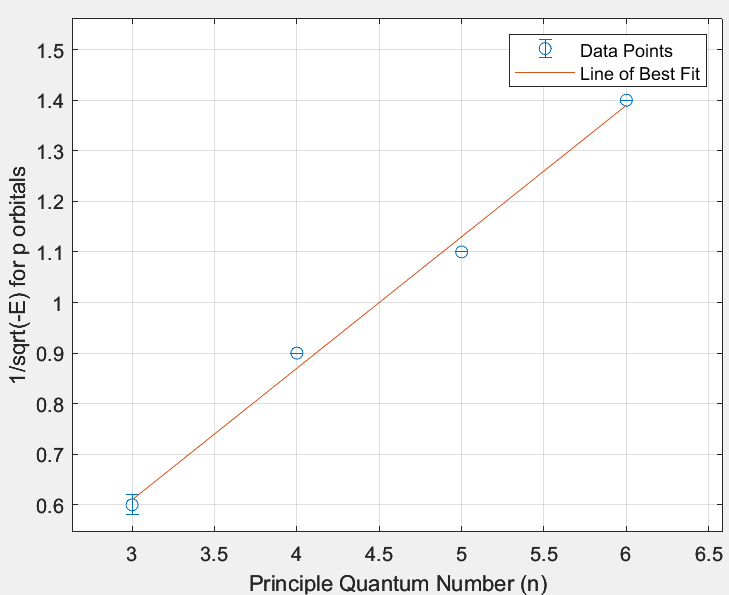 Data Points
Line of Best Fit
1/sqrt(-E) for p orbitals
1.5
1.4
1.3
1.2
1.1
1
0.9
0.8
0.7
0.6
3 3.5 4 4.5 5 5.5 6 6.5
Principle Quantum Number (n)